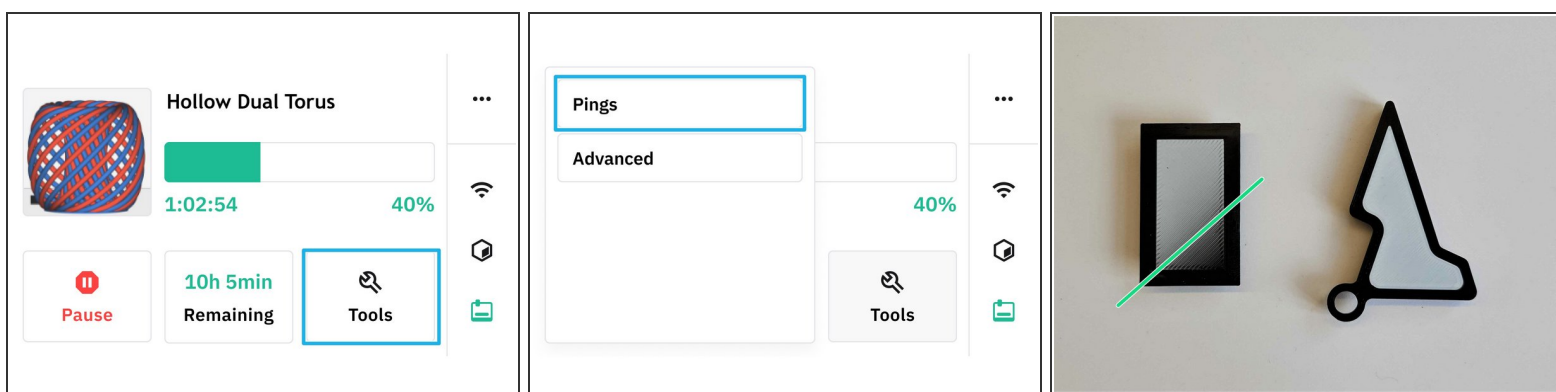 Hollow Dual Torus
1:02:54 40%
Pause
10h 5min
Remaining
Tools
Pings
Advanced
40%
Tools